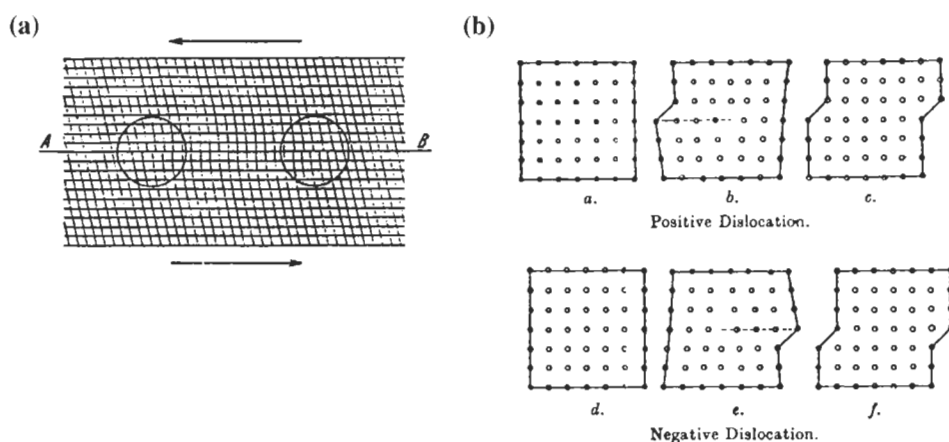 (a)
(b)
A B
a. b. c.
Positive Dislocation.
d. e. f.
Negative Dislocation.